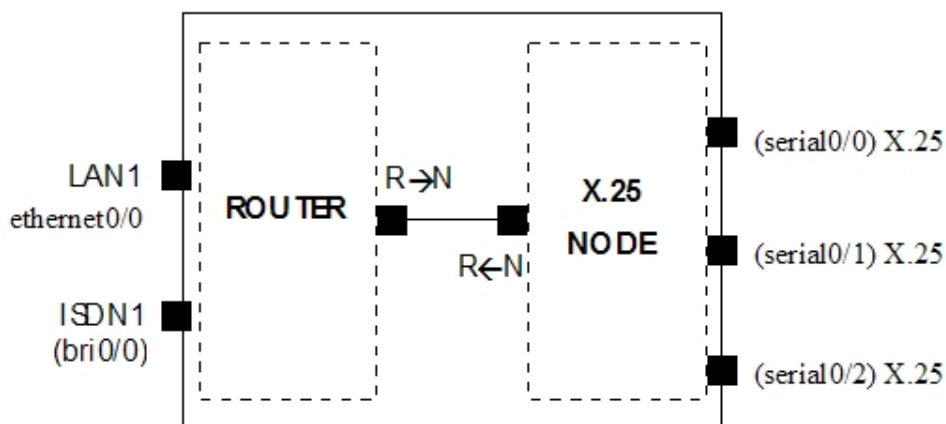 LAN1
ethernet0/0
ISDN1
(bri0/0)
ROUTER
R→N
R←N
X.25
NODE
(serial0/0) X.25
(serial0/1) X.25
(serial0/2) X.25